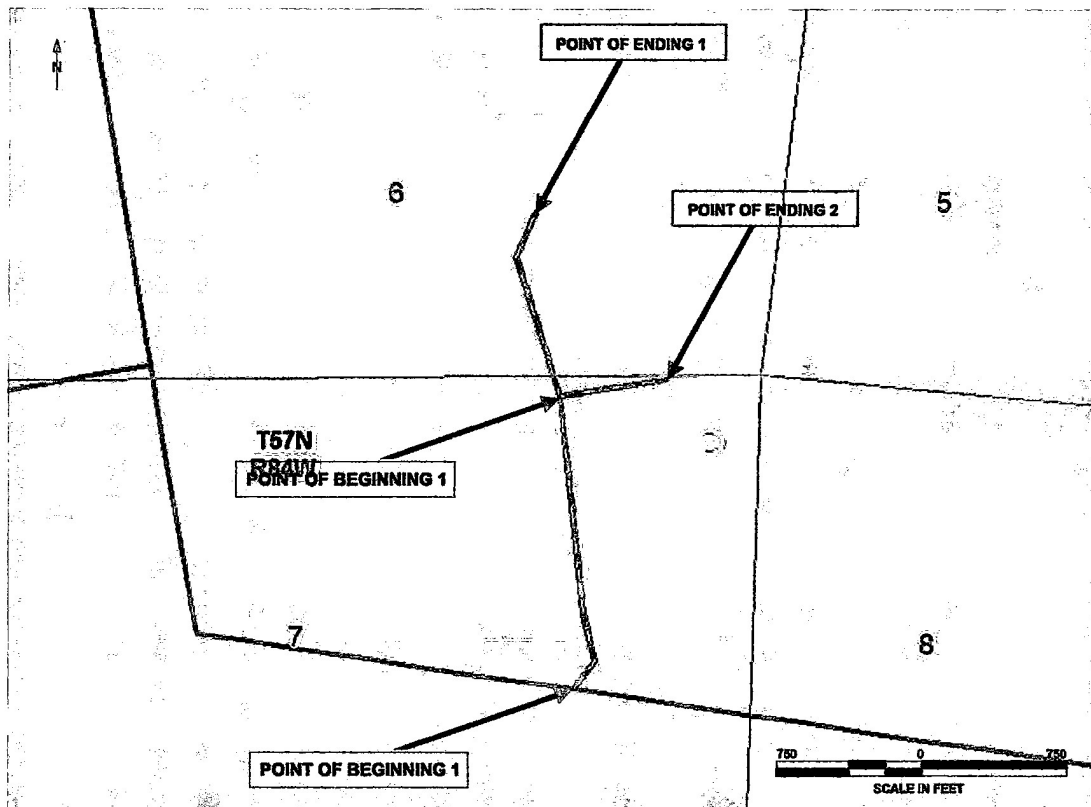 POINT OF ENDING 1
N
6
POINT OF ENDING 2
5
T57N
R84W
POINT OF BEGINNING 1
7
8
POINT OF BEGINNING 1
750 0 750
SCALE IN FEET